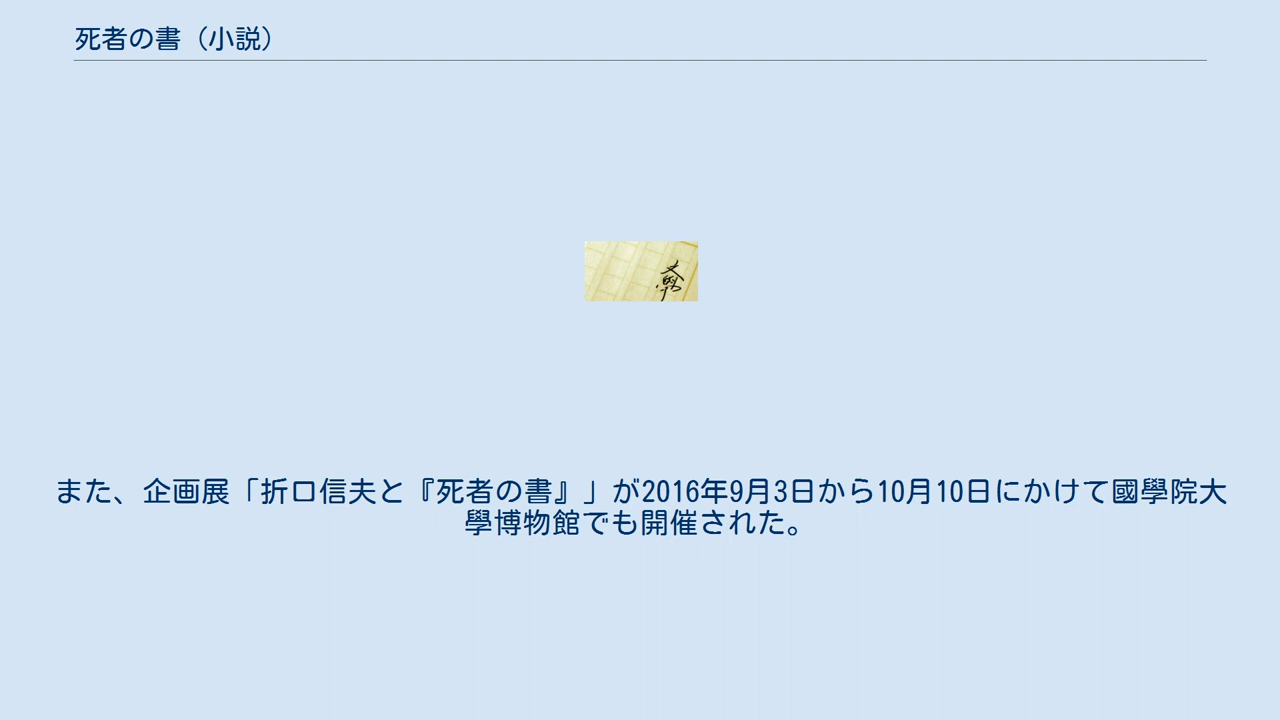 死者の書（小説）
また、企画展「折口信夫と『死者の書』」が2016年9月3日から10月10日にかけて國學院大
學博物館でも開催された。